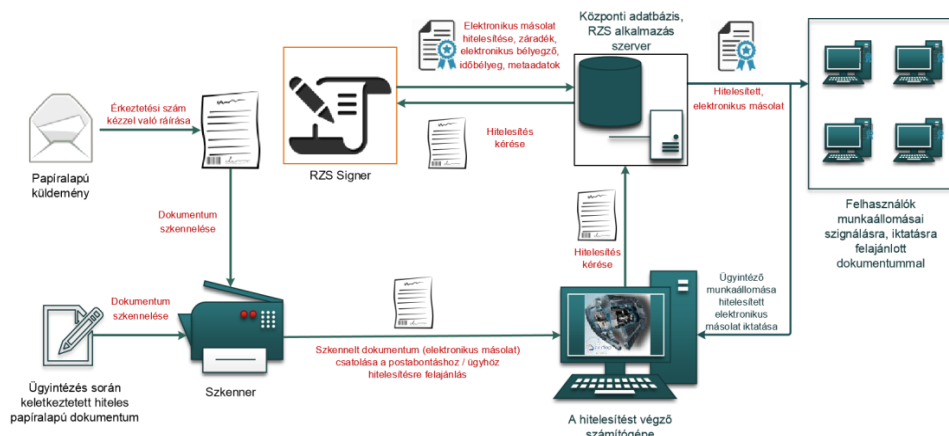 Elektronikus másolat
hitelesítése, záradék,
elektronikus bélyegző,
időbélyeg, metaadatok
Központi adatbázis,
RZS alkalmazás
szerver
Hitelesített,
elektronikus másolat
Érkeztetési szám
kézzel való ráírása
Papíralapú
küldemény
RZS Signer
Hitelesítés
kérése
Felhasználók
munkaállomásai
szignálásra, iktatásra
felajánlott
dokumentummal
Dokumentum
szkennelése
Hitelesítés
kérése
Ügyintéző
munkaállomása
hitelesített
elektronikus
másolat iktatása
Dokumentum
szkennelése
Szkennelt dokumentum (elektronikus másolat)
csatolása a postabontáshoz / ügyhöz
hitelesítésre felajánlás
Ügyintézés során
keletkeztetett hiteles
papíralapú dokumentum
Szkenner
A hitelesítést végző
számítógépe